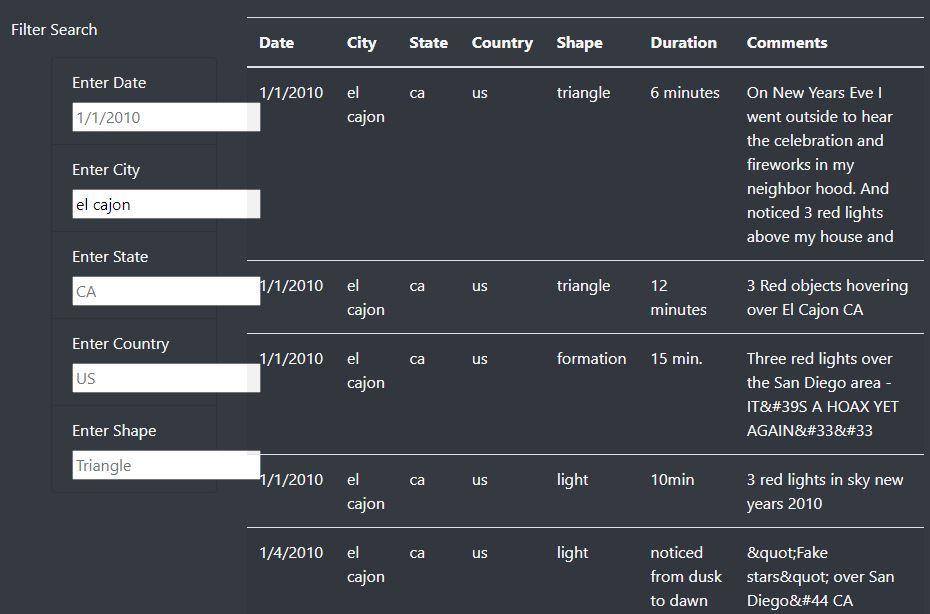 Filter Search
Enter Date
1/1/2010
Enter City
el cajon
Enter State
CA
Enter Country
US
Enter Shape
Triangle
Date City State Country Shape Duration Comments
1/1/2010 el ca us triangle 6 minutes On New Years Eve I
cajon went outside to hear
the celebration and
fireworks in my
neighbor hood. And
noticed 3 red lights
above my house and
1/1/2010 el ca us triangle 12 3 Red objects hovering
cajon minutes over El Cajon CA
1/1/2010 el ca us formation 15 min. Three red lights over
cajon the San Diego area -
IT&#39S A HOAX YET
AGAIN&#33&#33
1/1/2010 el ca us light 10min 3 red lights in sky new
cajon years 2010
1/4/2010 el ca us light noticed &quot;Fake
cajon from dusk stars&quot; over San
to dawn Diego&#44 CA